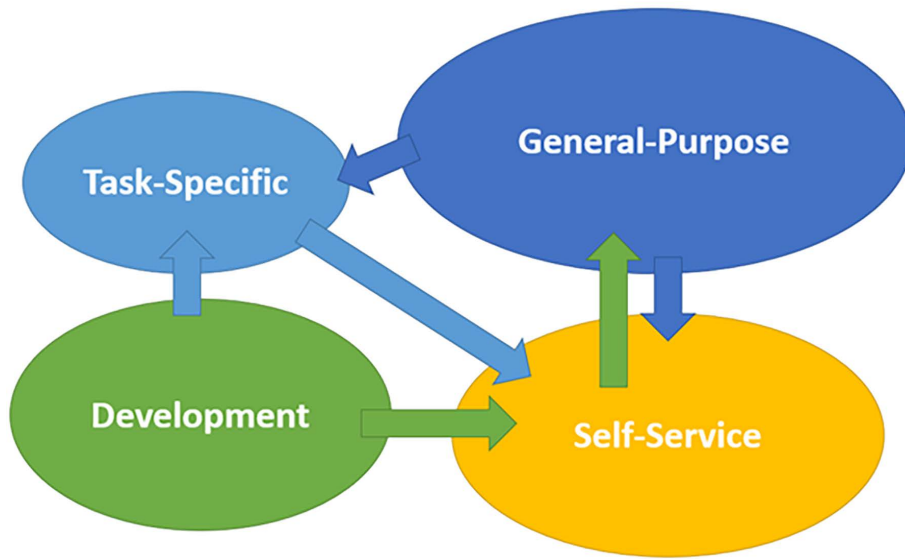 General-Purpose
Task-Specific
Development
Self-Service